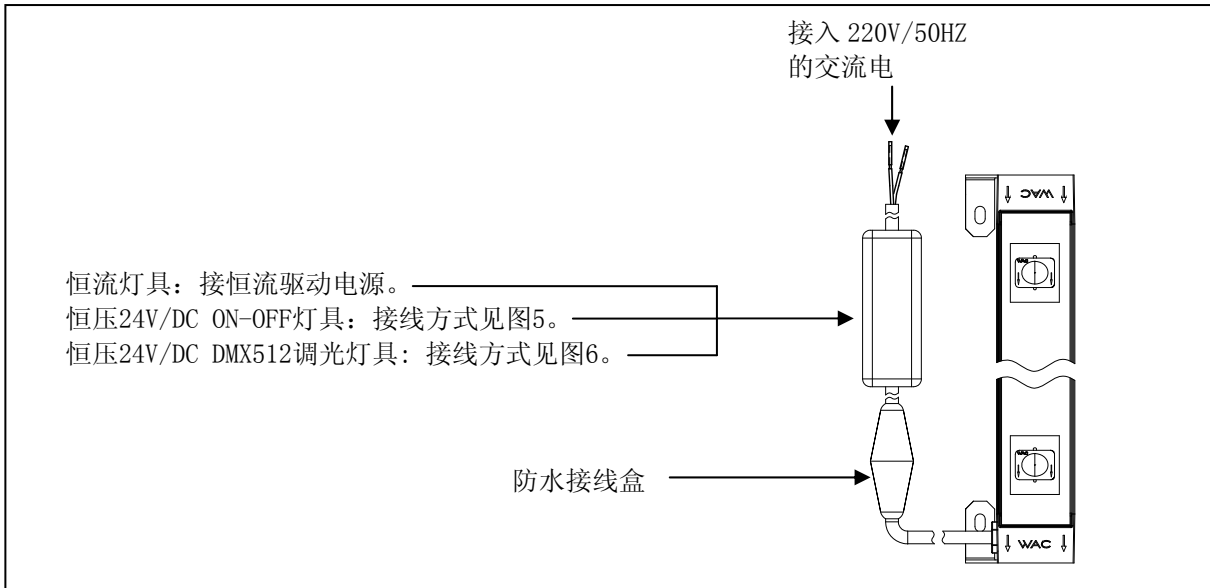 接入 220V/50HZ
的交流电
WAC
恒流灯具：接恒流驱动电源。
恒压24V/DC ON-OFF灯具：接线方式见图5。
恒压24V/DC DMX512调光灯具：接线方式见图6。
防水接线盒
WAC